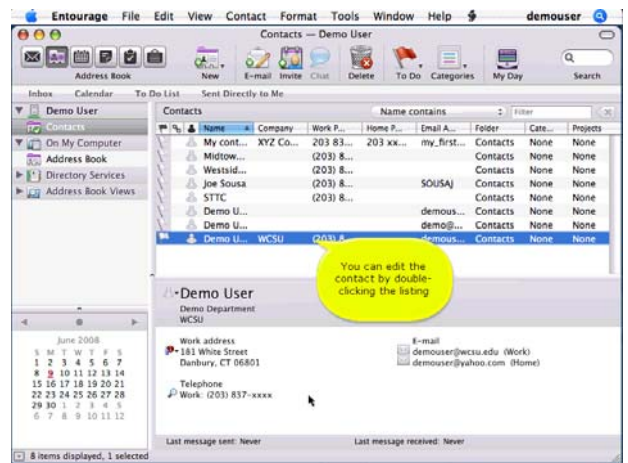 Entourage File Edit View Contact Format Tools Window Help demouser
Contacts — Demo User
Address Book New E-mail Invite Chat Delete To Do Categories My Day Search
Inbox Calendar To Do List Sent Directly to Me
Demo User
Contacts
On My Computer
Address Book
Directory Services
Address Book Views
Contacts Name contains Filter
Name Company Work P... Home P... Email A... Folder Cate... Projects
My cont... XYZ Co... 203 83... 203 xx... my_first... Contacts None None
Midtow... (203) 8... Contacts None None
Westsid... (203) 8... Contacts None None
Joe Sousa (203) 8... SOUSAJ Contacts None None
STTC (203) 8... Contacts None None
Demo U... demous... Contacts None None
Demo U... demo@... Contacts None None
Demo U... WCSU (203) 8... demous... Contacts None None
You can edit the
contact by double-
clicking the listing
Demo User
Demo Department
WCSU
Work address
181 White Street
Danbury, CT 06801
Telephone
Work: (203) 837-xxxx
E-mail
demouser@wcsu.edu (Work)
demouser@yahoo.com (Home)
Last message sent: Never Last message received: Never
June 2008
S M T W T F S
1 2 3 4 5 6 7
8 9 10 11 12 13 14
15 16 17 18 19 20 21
22 23 24 25 26 27 28
29 30 1 2 3 4 5
6 7 8 9 10 11 12
8 items displayed, 1 selected